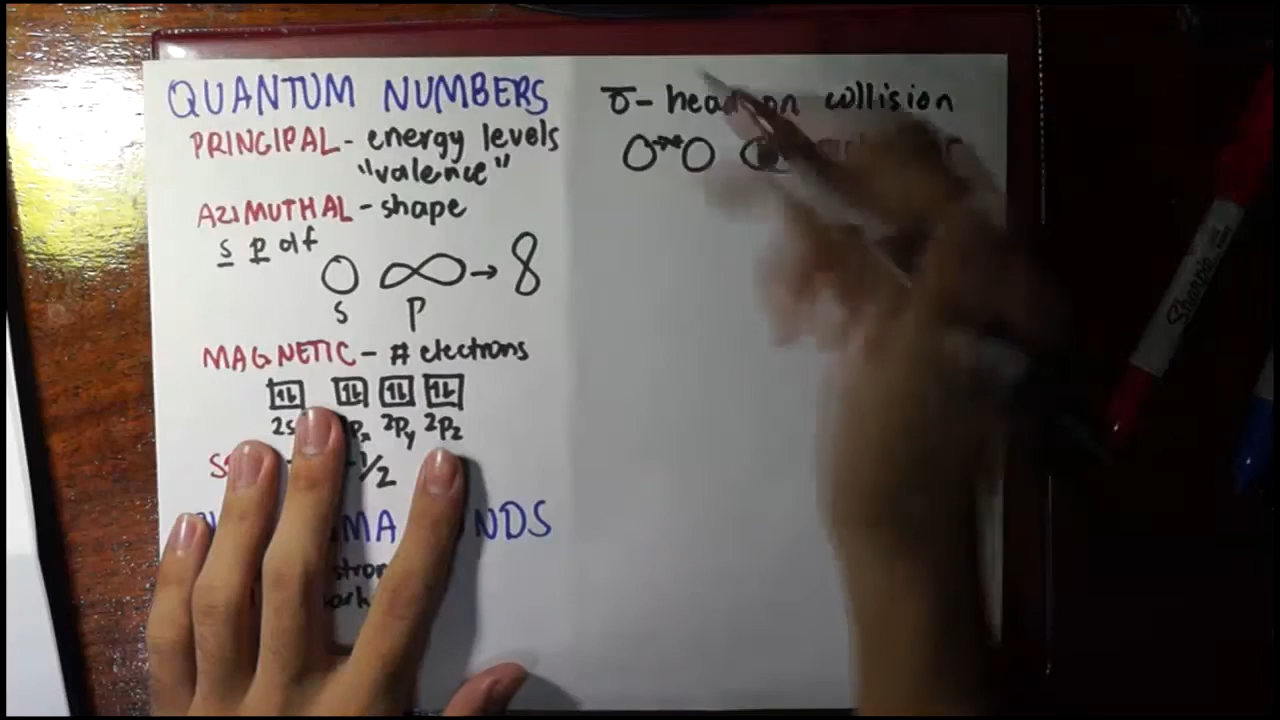 QUANTUM NUMBERS
PRINCIPAL - energy levels
"valence"
AZIMUTHAL - shape
s p d f
s p
MAGNETIC - # electrons
2s 2py 2pz
1/2
NDS
σ - head on collision
Sharpie